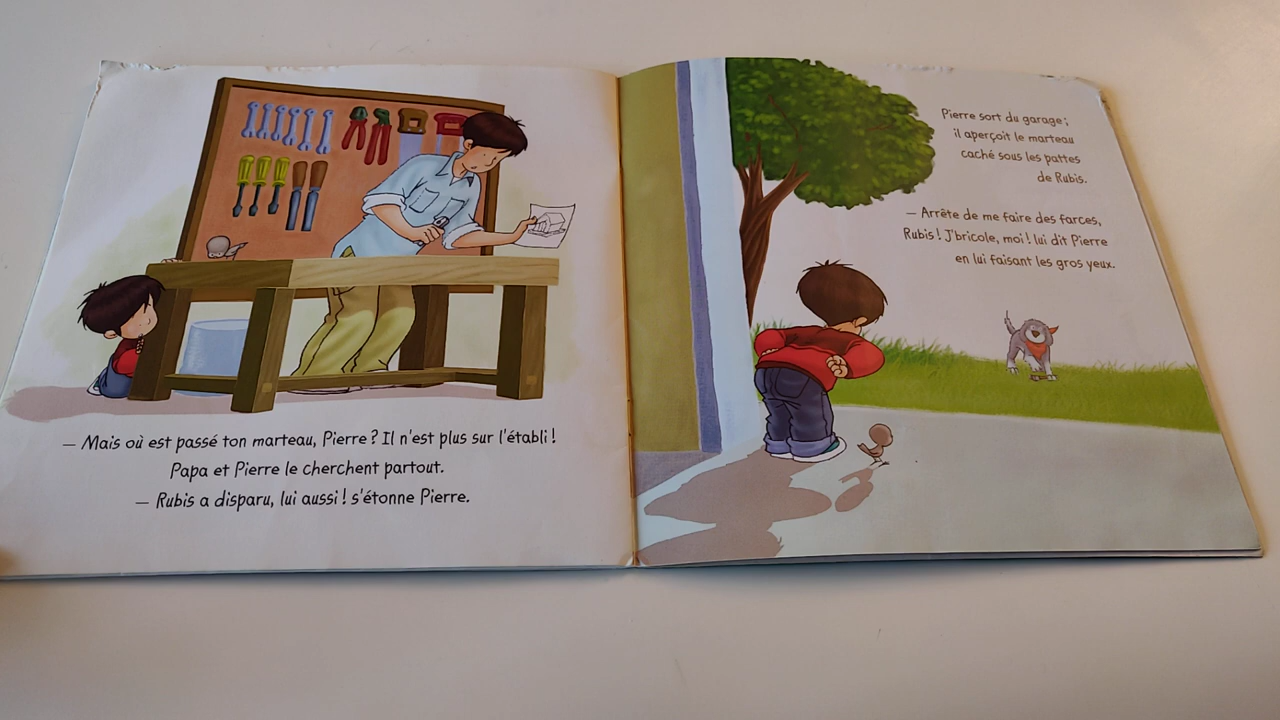 — Mais où est passé ton marteau, Pierre ? Il n'est plus sur l'établi !
Papa et Pierre le cherchent partout.
— Rubis a disparu, lui aussi ! s'étonne Pierre.
Pierre sort du garage ;
il aperçoit le marteau
caché sous les pattes
de Rubis.
— Arrête de me faire des farces,
Rubis ! J'bricole, moi ! lui dit Pierre
en lui faisant les gros yeux.